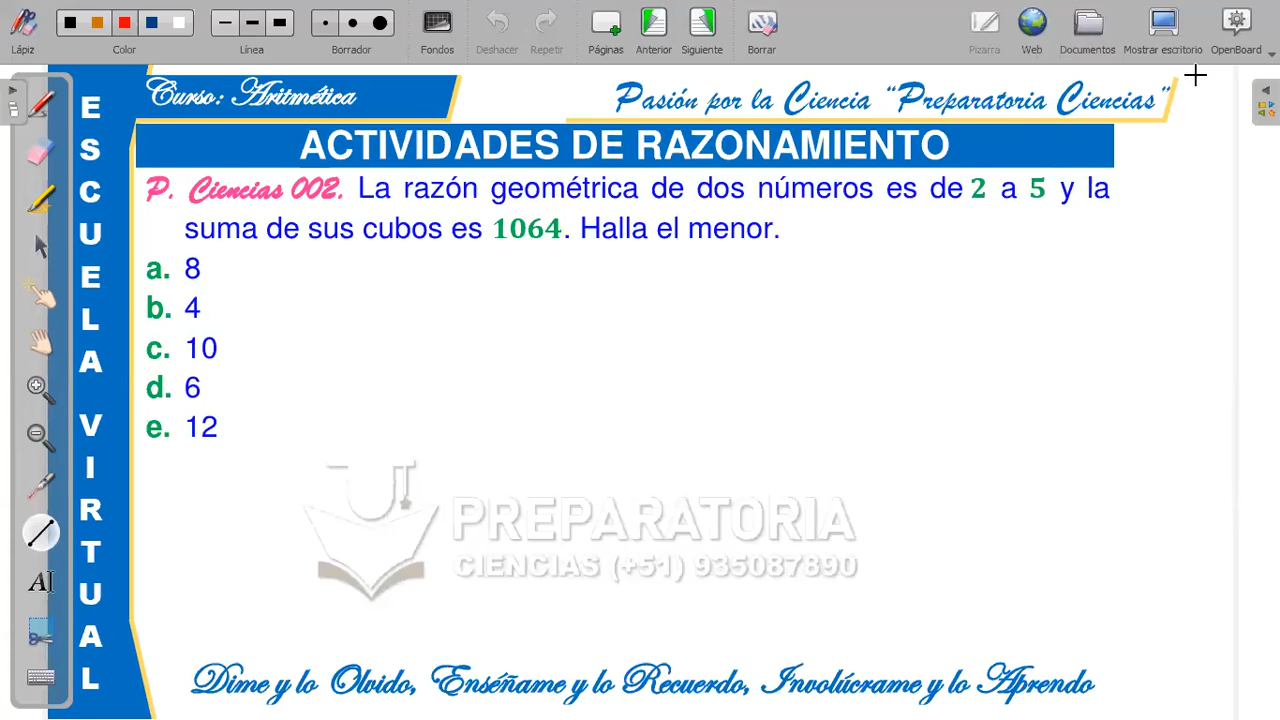 Lápiz
Color
Línea
Borrador
Fondos
Deshacer
Repetir
Páginas
Anterior
Siguiente
Borrar
Pizarra
Web
Documentos
Mostrar escritorio
OpenBoard
ESCUELA VIRTUAL
Curso: Aritmética
Pasión por la Ciencia “Preparatoria Ciencias”
ACTIVIDADES DE RAZONAMIENTO
P. Ciencias 002. La razón geométrica de dos números es de 2 a 5 y la
suma de sus cubos es 1064. Halla el menor.
a. 8
b. 4
c. 10
d. 6
e. 12
PREPARATORIA
CIENCIAS (+51) 935087890
Dime y lo Olvido, Enséñame y lo Recuerdo, Involúcrame y lo Aprendo
AI